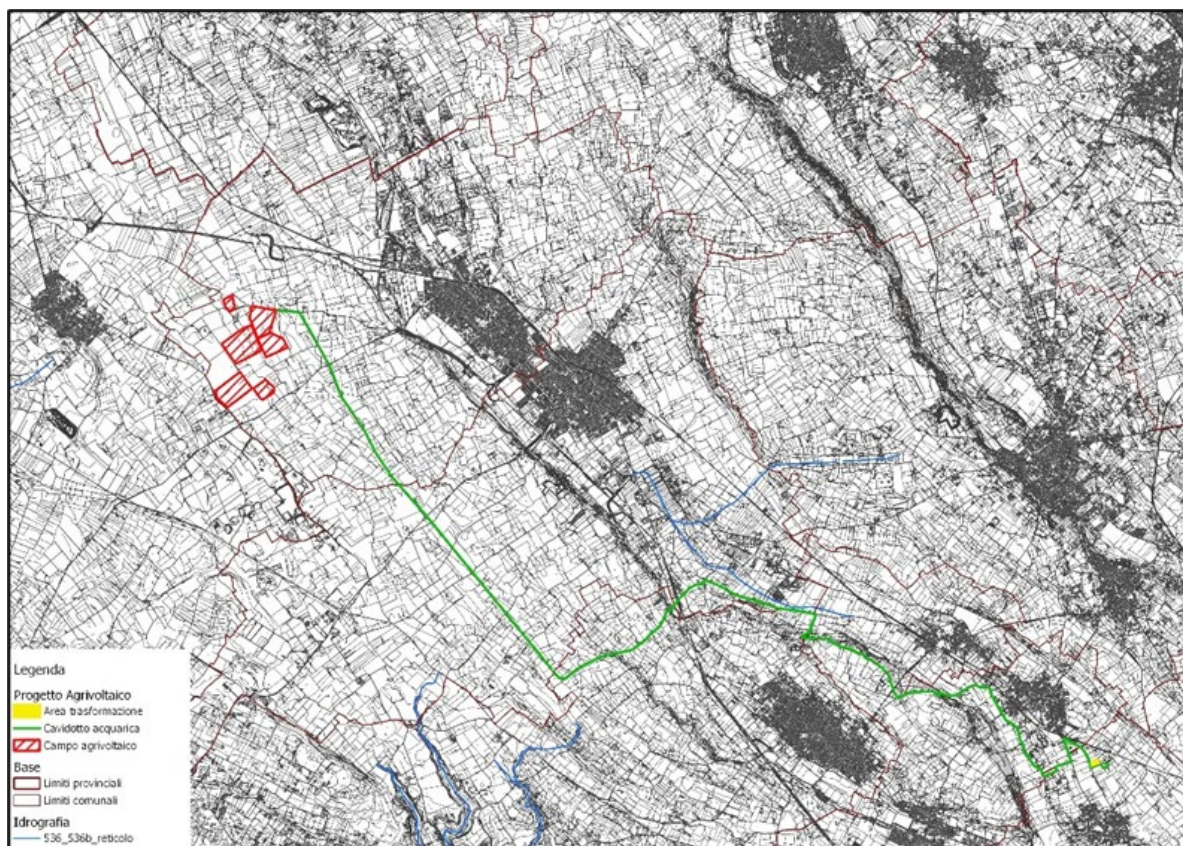 Legenda
Progetto Agrivoltaico
Area trasformazione
Cavidotto acquarica
Campo agrivoltaico
Base
Limiti provinciali
Limiti comunali
Idrografia
536_536b_reticolo